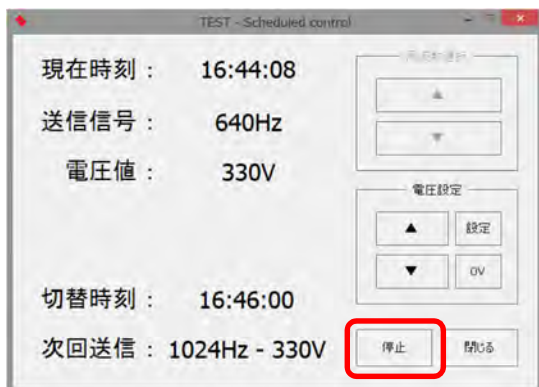 TEST - Scheduled control
現在時刻 : 16:44:08
送信信号 : 640Hz
電圧値 : 330V
切替時刻 : 16:46:00
次回送信 : 1024Hz - 330V
▲
▼
電圧設定
▲ 設定
▼ 0V
停止 閉じる